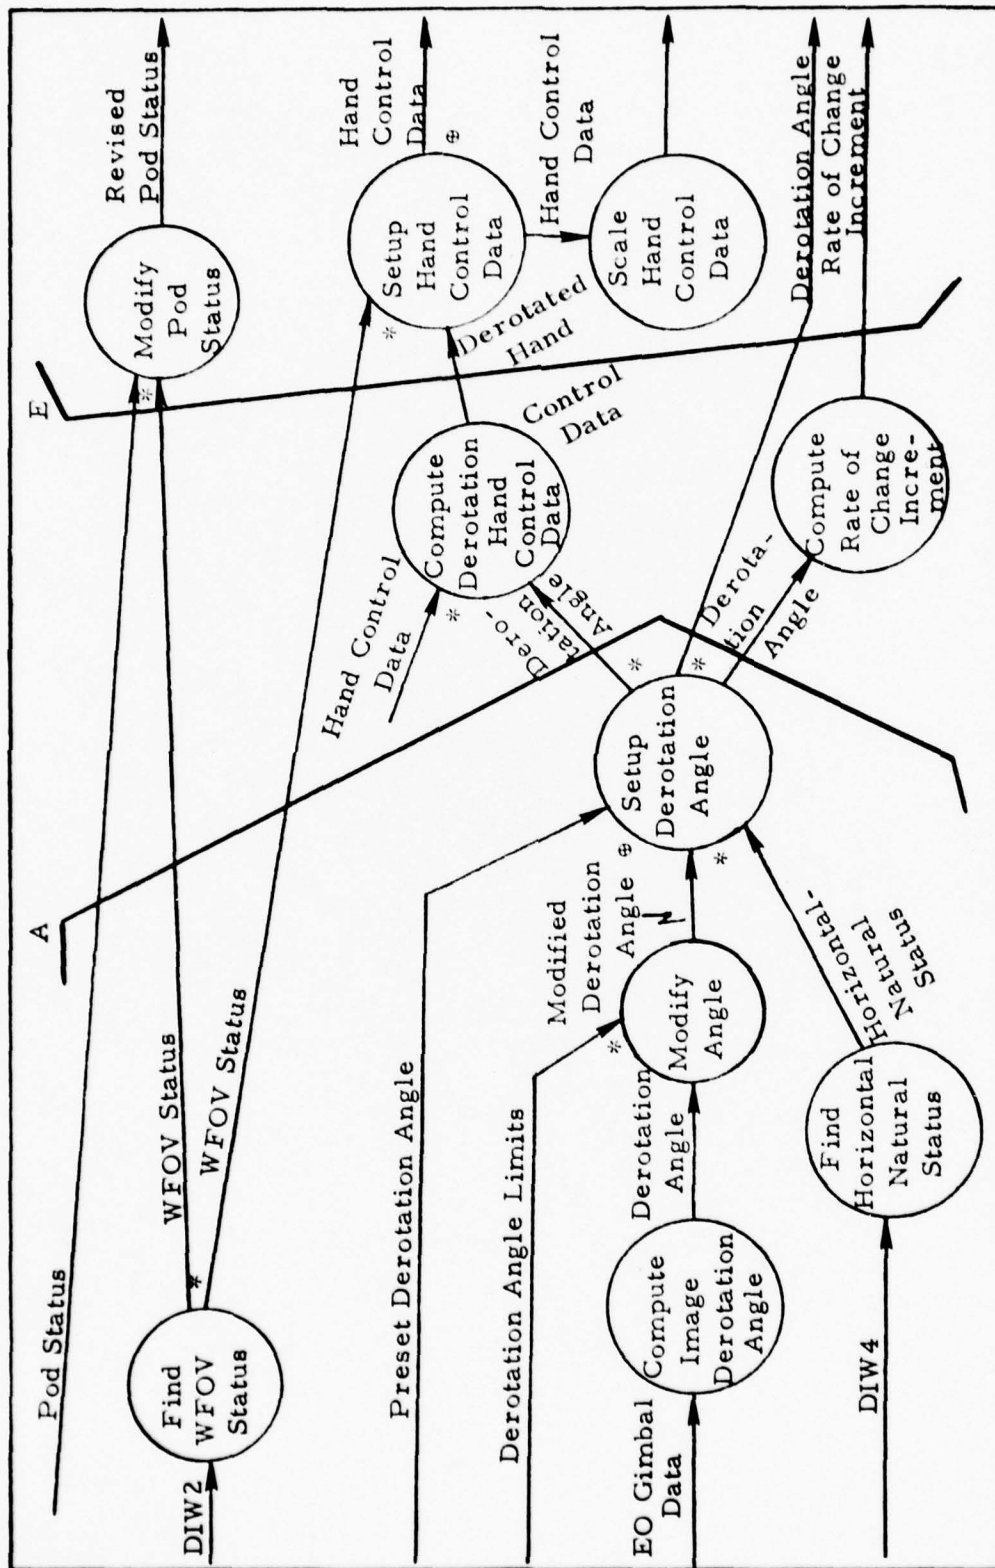 Pod Status
DIW2
Find
WFOV
Status
*
WFOV Status
WFOV Status
A
E
*
Modify
Pod
Status
Revised
Pod Status
Preset Derotation Angle
Derotation Angle Limits
EO Gimbal
Data
Compute
Image
Derotation
Angle
Derotation
Angle
*
Modify
Angle
Modified
Derotation
Angle ⊕
DIW4
Find
Horizontal
Natural
Status
Horizontal-
Natural
Status
*
Setup
Derotation
Angle
*
*
Hand Control
Data
*
Dero-
tation
Angle
Compute
Derotation
Hand
Control
Data
Derotated
Hand
Control
Data
*
Setup
Hand
Control
Data
Hand
Control
Data
⊕
Hand Control
Data
Scale
Hand
Control
Data
Derota-
tion
Angle
Compute
Rate of
Change
Incre-
ment
Derotation Angle
Rate of Change
Increment